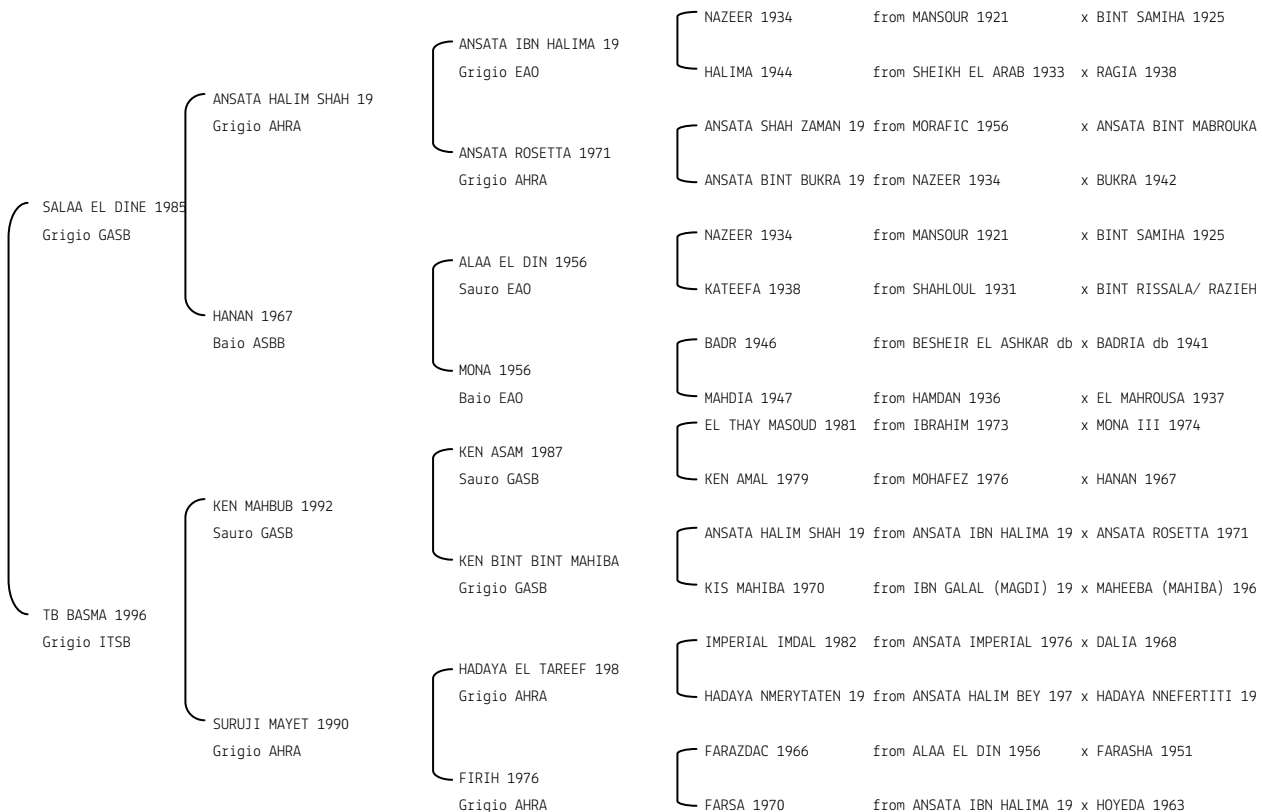 NAZEER 1934 from MANSOUR 1921 x BINT SAMIHA 1925
ANSATA IBN HALIMA 19
Grigio EAO
HALIMA 1944 from SHEIKH EL ARAB 1933 x RAGIA 1938
ANSATA HALIM SHAH 19
Grigio AHRA
ANSATA SHAH ZAMAN 19 from MORAFIC 1956 x ANSATA BINT MABROUKA
ANSATA ROSETTA 1971
Grigio AHRA
ANSATA BINT BUKRA 19 from NAZEER 1934 x BUKRA 1942
SALAA EL DINE 1985
Grigio GASB
NAZEER 1934 from MANSOUR 1921 x BINT SAMIHA 1925
ALAA EL DIN 1956
Sauro EAO
KATEEFA 1938 from SHAHLOUL 1931 x BINT RISSALA/ RAZIEH
HANAN 1967
Baio ASBB
BADR 1946 from BESHEIR EL ASHKAR db x BADRIA db 1941
MONA 1956
Baio EAO
MAHDIA 1947 from HAMDAN 1936 x EL MAHROUSA 1937
EL THAY MASOUD 1981 from IBRAHIM 1973 x MONA III 1974
KEN ASAM 1987
Sauro GASB
KEN AMAL 1979 from MOHAFEZ 1976 x HANAN 1967
KEN MAHBUB 1992
Sauro GASB
ANSATA HALIM SHAH 19 from ANSATA IBN HALIMA 19 x ANSATA ROSETTA 1971
KEN BINT BINT MAHIBA
Grigio GASB
KIS MAHIBA 1970 from IBN GALAL (MAGDI) 19 x MAHEEBA (MAHIBA) 196
TB BASMA 1996
Grigio ITSB
IMPERIAL IMDAL 1982 from ANSATA IMPERIAL 1976 x DALIA 1968
HADAYA EL TAREEF 198
Grigio AHRA
HADAYA NMERYTATEN 19 from ANSATA HALIM BEY 197 x HADAYA NNEFERTITI 19
SURUJI MAYET 1990
Grigio AHRA
FARAZDAC 1966 from ALAA EL DIN 1956 x FARASHA 1951
FIRIH 1976
Grigio AHRA
FARSA 1970 from ANSATA IBN HALIMA 19 x HOYEDA 1963